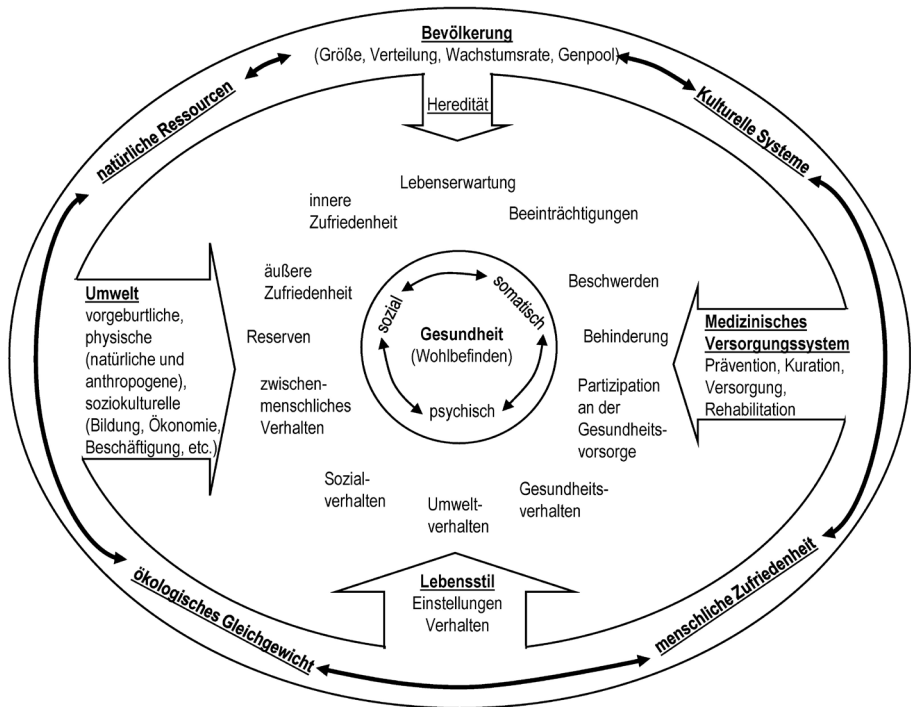 Bevölkerung
(Größe, Verteilung, Wachstumsrate, Genpool)
natürliche Ressourcen
Kulturelle Systeme
Heredität
Lebenserwartung
innere
Zufriedenheit
Beeinträchtigungen
äußere
Zufriedenheit
Beschwerden
Reserven
Behinderung
zwischen-
menschliches
Verhalten
Partizipation
an der
Gesundheits-
vorsorge
Sozial-
verhalten
Umwelt-
verhalten
Gesundheits-
verhalten
sozial
somatisch
Gesundheit
(Wohlbefinden)
psychisch
Umwelt
vorgeburtliche,
physische
(natürliche und
anthropogene),
soziokulturelle
(Bildung, Ökonomie,
Beschäftigung, etc.)
Medizinisches
Versorgungssystem
Prävention, Kuration,
Versorgung,
Rehabilitation
Lebensstil
Einstellungen
Verhalten
ökologisches Gleichgewicht
menschliche Zufriedenheit